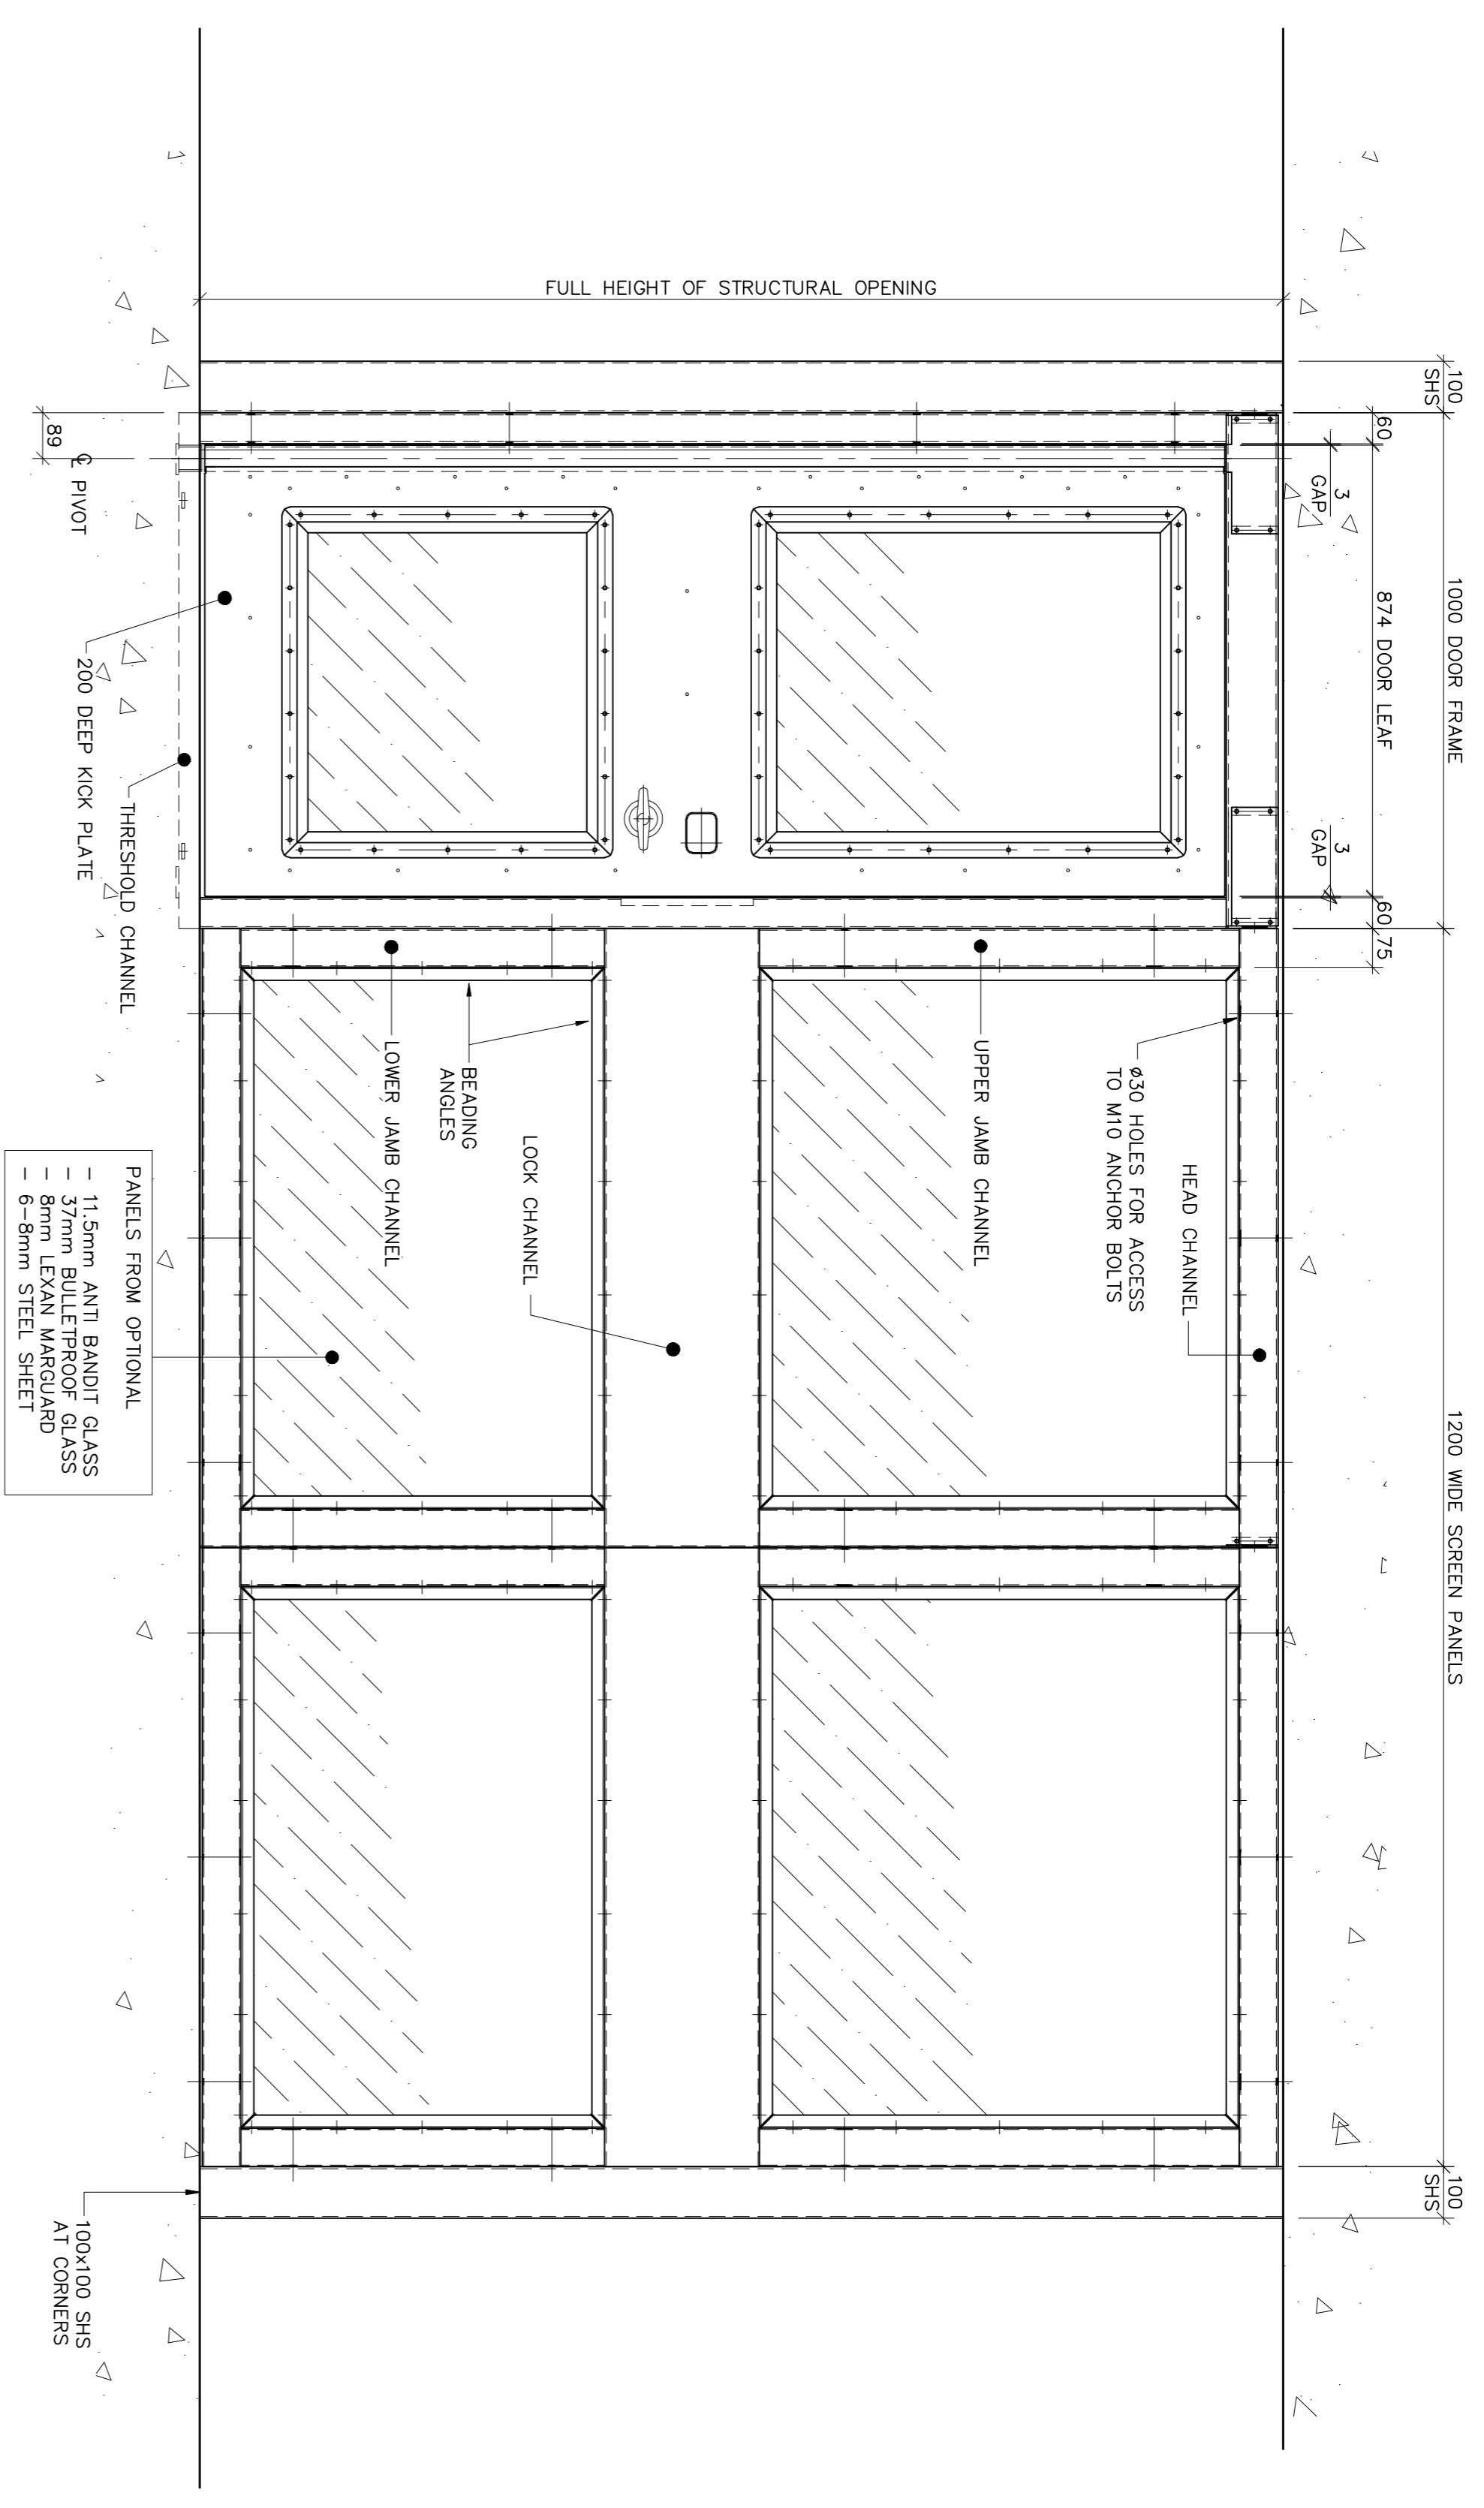 100
SHS
1000 DOOR FRAME
1200 WIDE SCREEN PANELS
100
SHS
60
874 DOOR LEAF
60
75
3
GAP
3
GAP
FULL HEIGHT OF STRUCTURAL OPENING
HEAD CHANNEL
Ø30 HOLES FOR ACCESS
TO M10 ANCHOR BOLTS
UPPER JAMB CHANNEL
LOCK CHANNEL
BEADING
ANGLES
LOWER JAMB CHANNEL
89
℄ PIVOT
200 DEEP KICK PLATE
THRESHOLD CHANNEL
PANELS FROM OPTIONAL
- 11.5mm ANTI BANDIT GLASS
- 37mm BULLETPROOF GLASS
- 8mm LEXAN MARGUARD
- 6-8mm STEEL SHEET
100x100 SHS
AT CORNERS